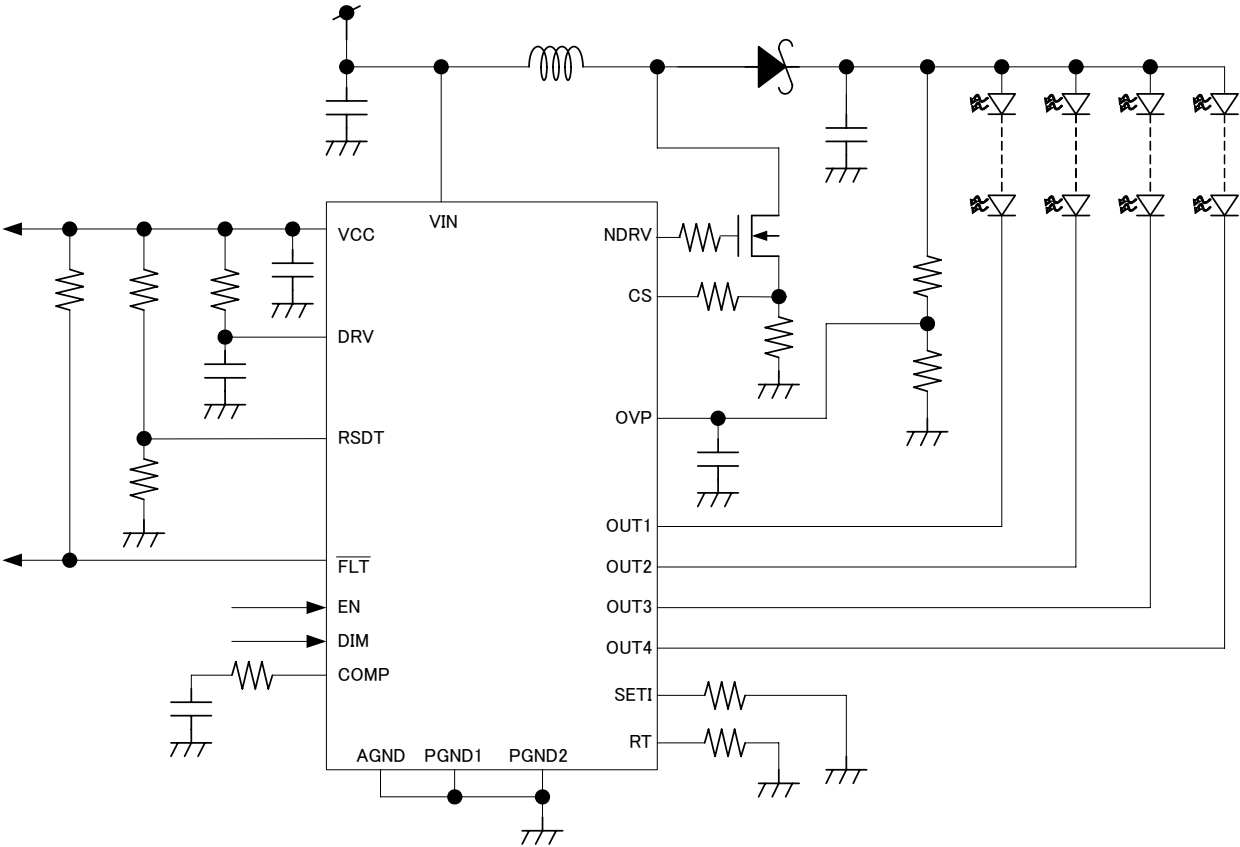 VIN
VCC
NDRV
CS
DRV
OVP
RSDT
OUT1
FLT
OUT2
EN
OUT3
DIM
OUT4
COMP
SETI
RT
AGND
PGND1
PGND2